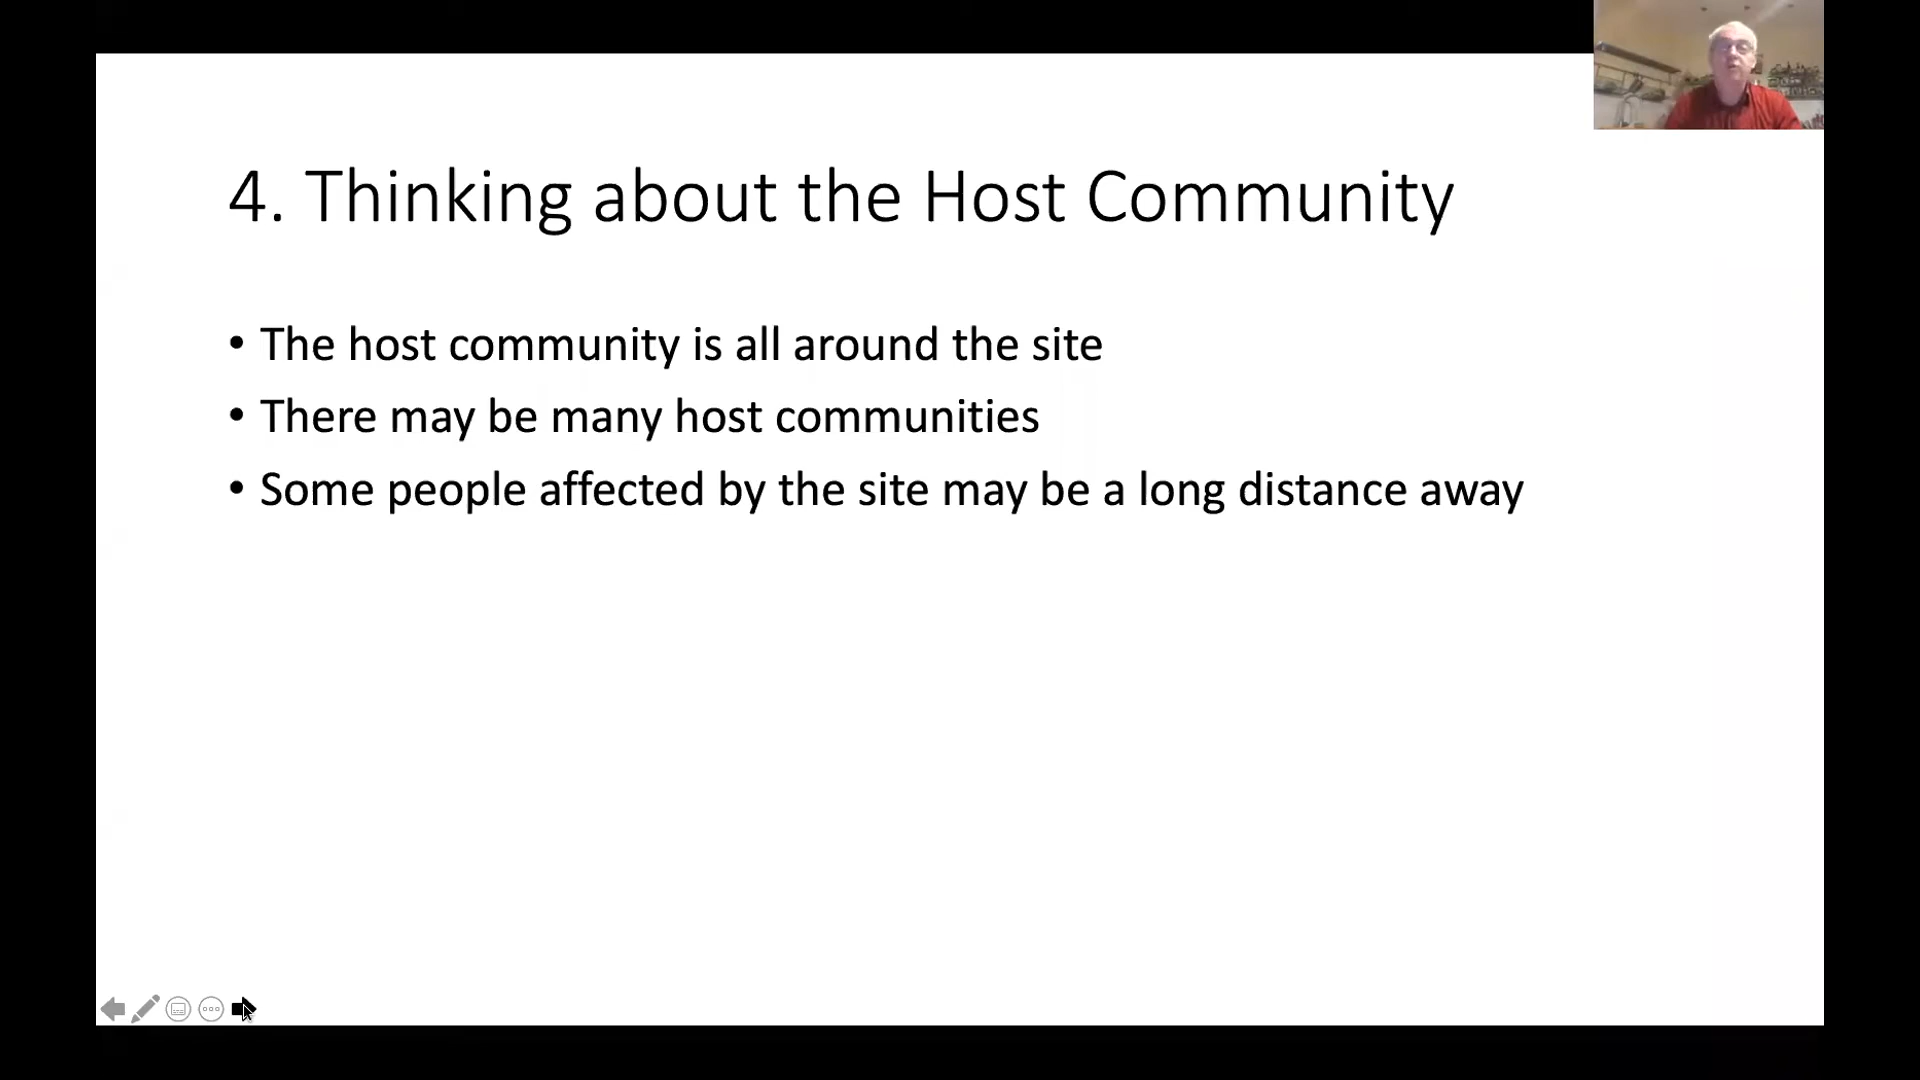 4. Thinking about the Host Community
• The host community is all around the site
• There may be many host communities
• Some people affected by the site may be a long distance away